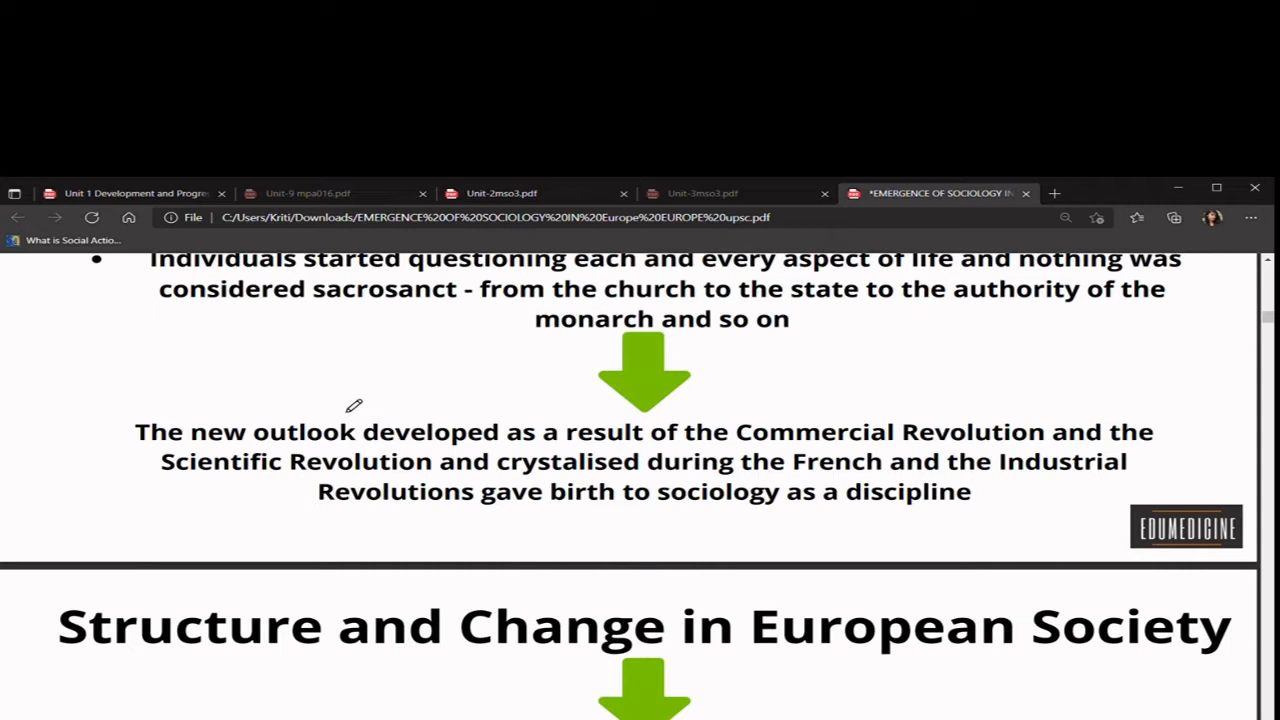 Unit 1 Development and Progre
Unit-9 mpa016.pdf
Unit-2mso3.pdf
Unit-3mso3.pdf
*EMERGENCE OF SOCIOLOGY IN
File
C:/Users/Kriti/Downloads/EMERGENCE%20OF%20SOCIOLOGY%20IN%20Europe%20EUROPE%20upsc.pdf
What is Social Actio...
Individuals started questioning each and every aspect of life and nothing was
considered sacrosanct - from the church to the state to the authority of the
monarch and so on
The new outlook developed as a result of the Commercial Revolution and the
Scientific Revolution and crystalised during the French and the Industrial
Revolutions gave birth to sociology as a discipline
EDUMEDIGINE
Structure and Change in European Society